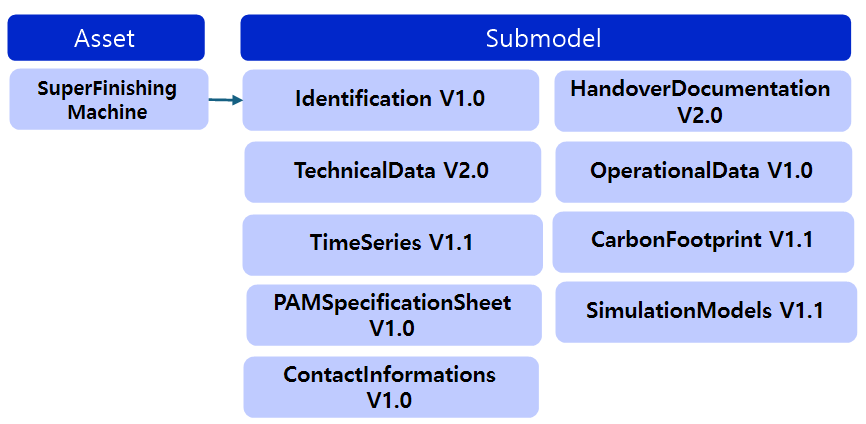 Asset
Submodel
SuperFinishing
Machine
Identification V1.0
HandoverDocumentation
V2.0
TechnicalData V2.0
OperationalData V1.0
TimeSeries V1.1
CarbonFootprint V1.1
PAMSpecificationSheet
V1.0
SimulationModels V1.1
ContactInformations
V1.0